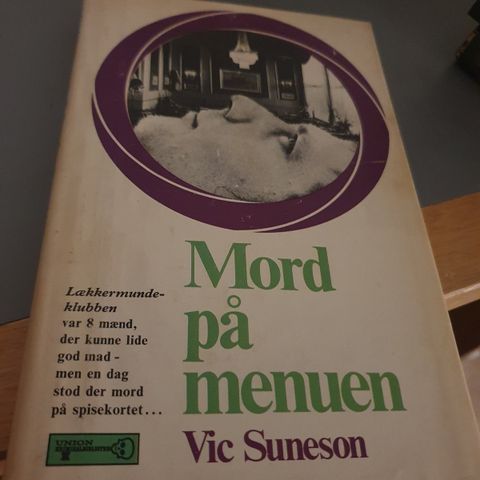 Mord
på
menuen
Vic Suneson
Lækkermunde-
klubben
var 8 mænd,
der kunne lide
god mad -
men en dag
stod der mord
på spisekortet...
UNION